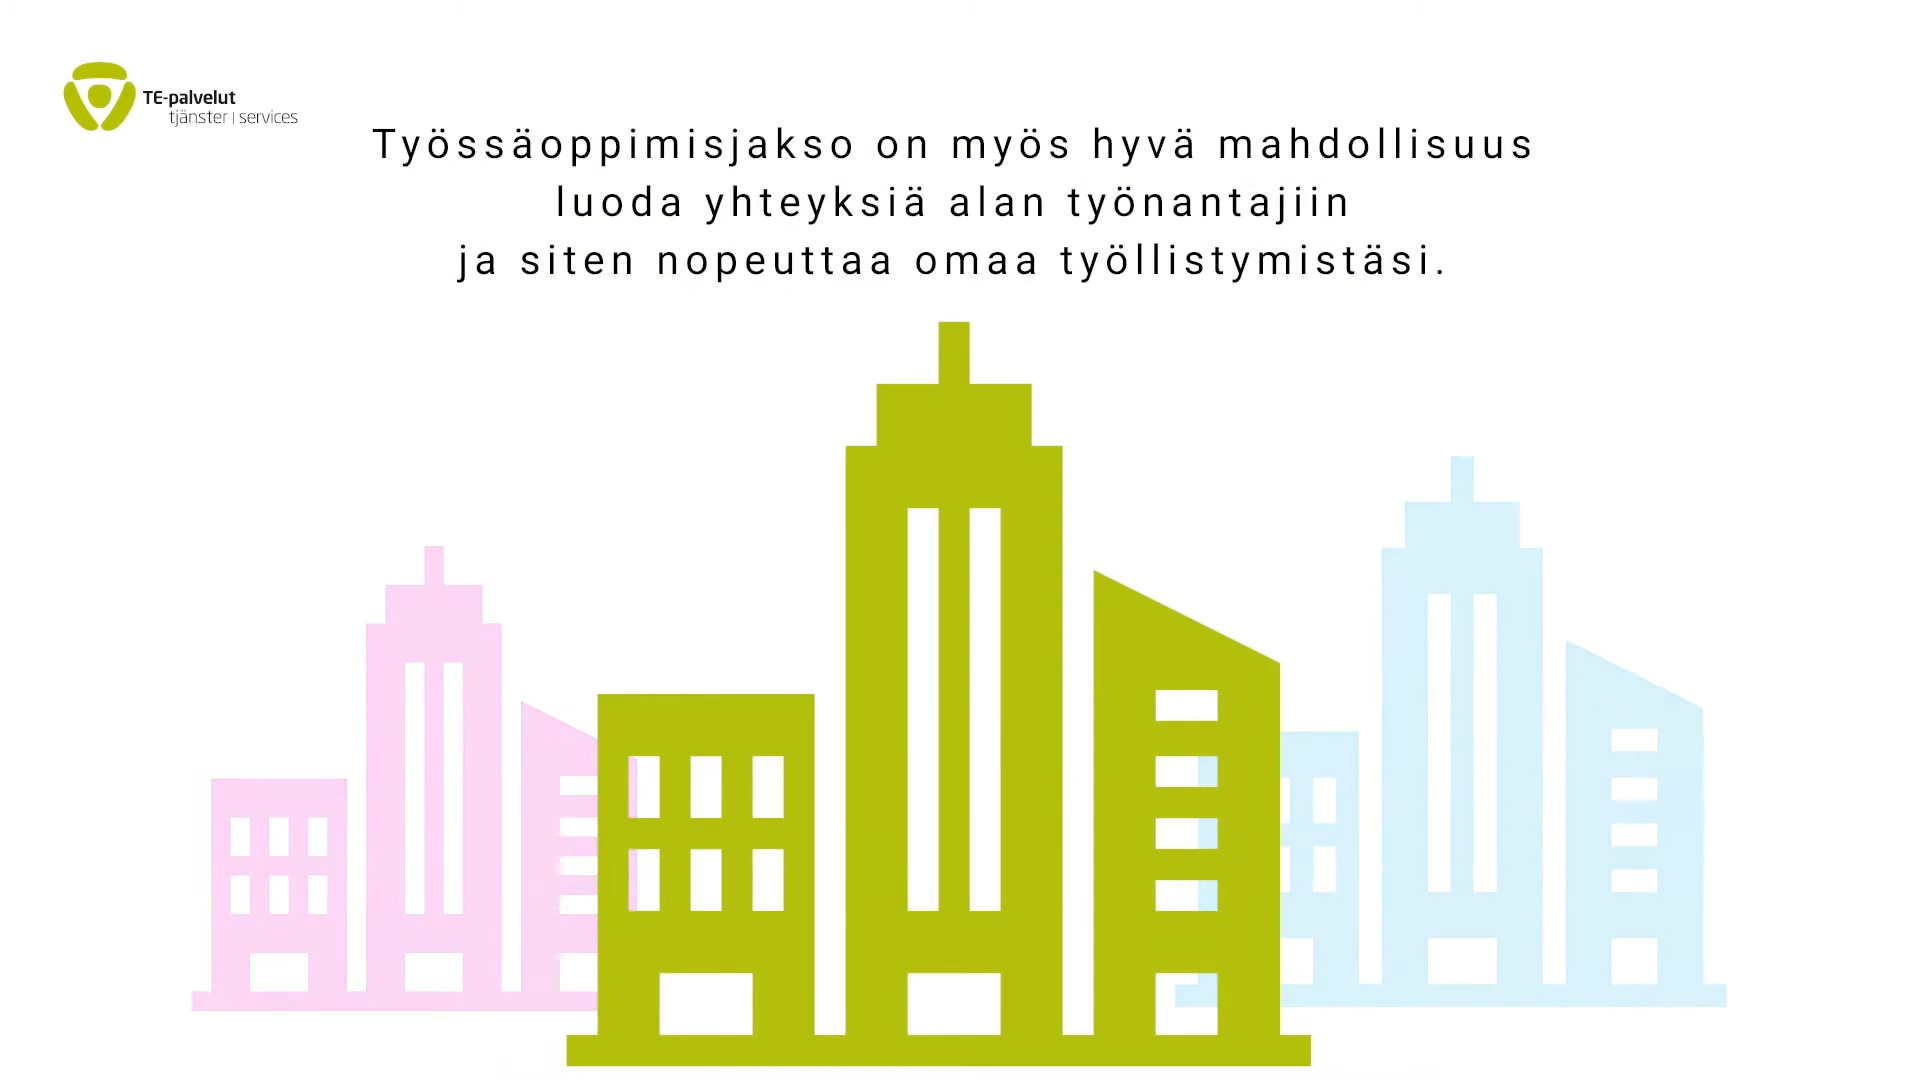 TE-palvelut
tjänster | services
Työssäoppimisjakso on myös hyvä mahdollisuus
luoda yhteyksiä alan työnantajiin
ja siten nopeuttaa omaa työllistymistäsi.